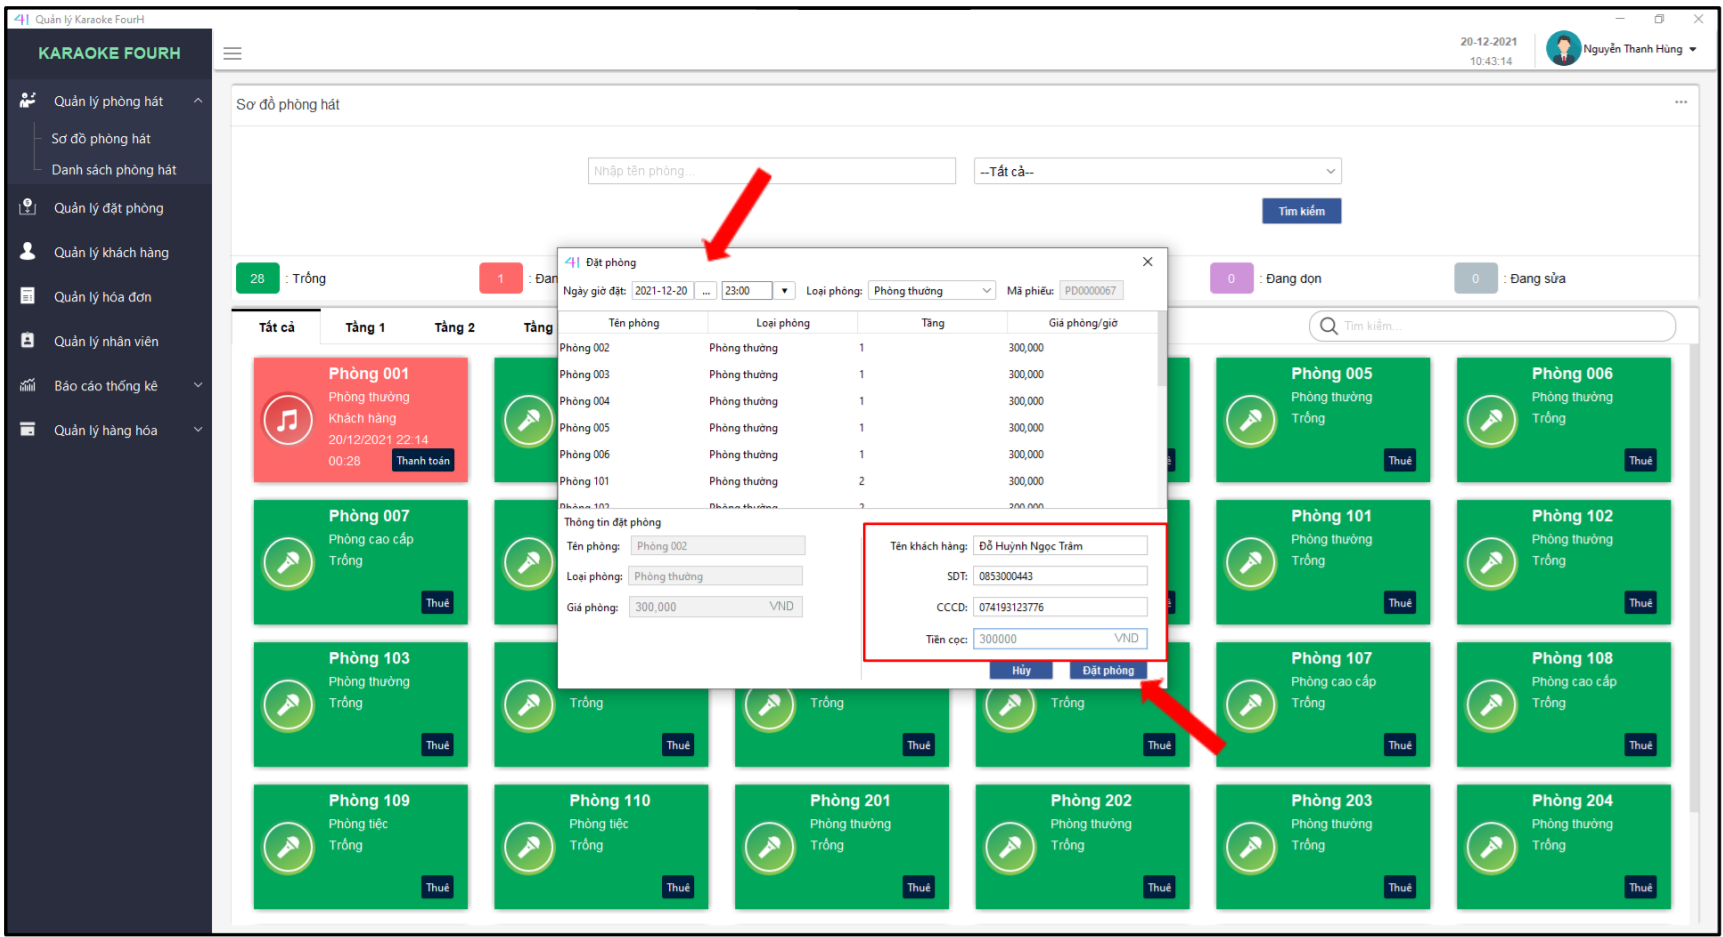 Quản lý Karaoke FourH
KARAOKE FOURH
20-12-2021
10:43:14
Nguyễn Thanh Hùng
Quản lý phòng hát
Sơ đồ phòng hát
Danh sách phòng hát
Quản lý đặt phòng
Quản lý khách hàng
Quản lý hóa đơn
Quản lý nhân viên
Báo cáo thống kê
Quản lý hàng hóa
Sơ đồ phòng hát
...
Nhập tên phòng...
--Tất cả--
Tìm kiếm
28 : Trống
1 : Đan
0 : Đang dọn
0 : Đang sửa
Tất cả Tầng 1 Tầng 2 Tầng
Tìm kiếm...
Đặt phòng
Ngày giờ đặt: 2021-12-20 ... 23:00 Loại phòng: Phòng thường Mã phiếu: PD0000067
Tên phòng Loại phòng Tầng Giá phòng/giờ
Phòng 002 Phòng thường 1 300,000
Phòng 003 Phòng thường 1 300,000
Phòng 004 Phòng thường 1 300,000
Phòng 005 Phòng thường 1 300,000
Phòng 006 Phòng thường 1 300,000
Phòng 101 Phòng thường 2 300,000
Phòng 102 Phòng thường 2 300,000
Thông tin đặt phòng
Tên phòng: Phòng 002
Loại phòng: Phòng thường
Giá phòng: 300,000 VND
Tên khách hàng: Đỗ Huỳnh Ngọc Trâm
SDT: 0853000443
CCCD: 074193123776
Tiền cọc: 300000 VND
Hủy Đặt phòng
Phòng 001
Phòng thường
Khách hàng
20/12/2021 22:14
00:28 Thanh toán
Phòng 005
Phòng thường
Trống
Thuê
Phòng 006
Phòng thường
Trống
Thuê
Phòng 007
Phòng cao cấp
Trống
Thuê
Phòng 101
Phòng thường
Trống
Thuê
Phòng 102
Phòng thường
Trống
Thuê
Phòng 103
Phòng thường
Trống
Thuê
Trống
Thuê
Trống
Thuê
Trống
Thuê
Phòng 107
Phòng cao cấp
Trống
Thuê
Phòng 108
Phòng cao cấp
Trống
Thuê
Phòng 109
Phòng tiệc
Trống
Thuê
Phòng 110
Phòng tiệc
Trống
Thuê
Phòng 201
Phòng thường
Trống
Thuê
Phòng 202
Phòng thường
Trống
Thuê
Phòng 203
Phòng thường
Trống
Thuê
Phòng 204
Phòng thường
Trống
Thuê